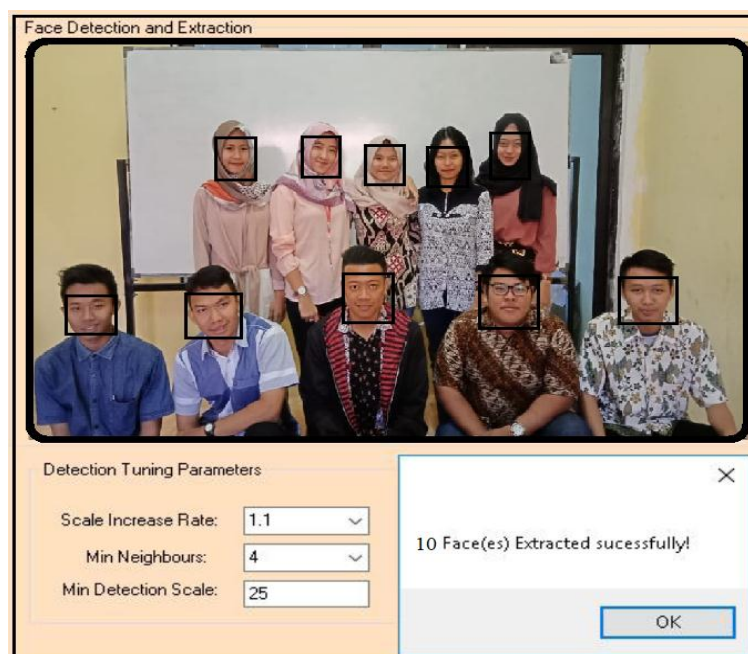 Face Detection and Extraction
Detection Tuning Parameters
Scale Increase Rate: 1.1
Min Neighbours: 4
Min Detection Scale: 25
10 Face(es) Extracted sucessfully!
OK